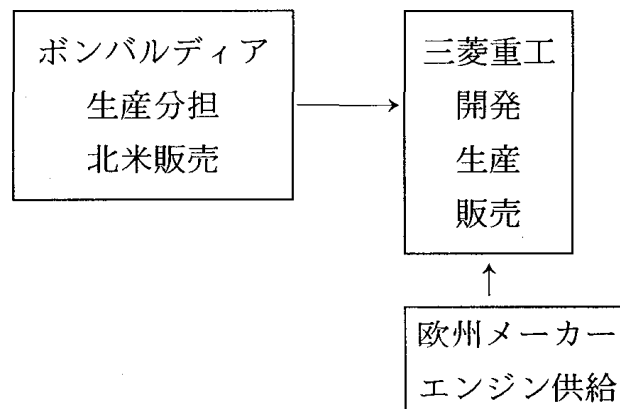 ボンバルディア
生産分担
北米販売
三菱重工
開発
生産
販売
欧州メーカー
エンジン供給